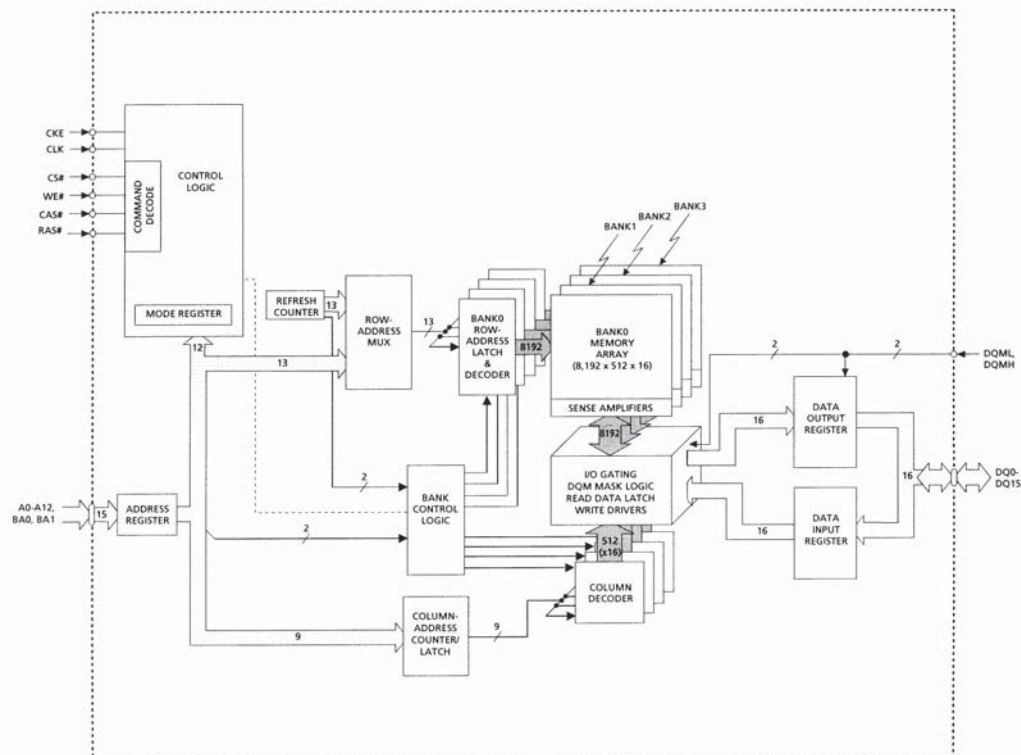 CKE
CLK
CS#
WE#
CAS#
RAS#
COMMAND
DECODE
CONTROL
LOGIC
MODE REGISTER
12
REFRESH
COUNTER
13
13
ROW-
ADDRESS
MUX
13
BANK0
ROW-
ADDRESS
LATCH
&
DECODER
8192
BANK1
BANK2
BANK3
BANK0
MEMORY
ARRAY
(8,192 x 512 x 16)
SENSE AMPLIFIERS
8192
I/O GATING
DQM MASK LOGIC
READ DATA LATCH
WRITE DRIVERS
512
(x16)
COLUMN
DECODER
2
2
DQML,
DQMH
16
DATA
OUTPUT
REGISTER
16
DQ0-
DQ15
16
DATA
INPUT
REGISTER
A0-A12,
BA0, BA1
15
ADDRESS
REGISTER
2
2
BANK
CONTROL
LOGIC
9
COLUMN-
ADDRESS
COUNTER/
LATCH
9